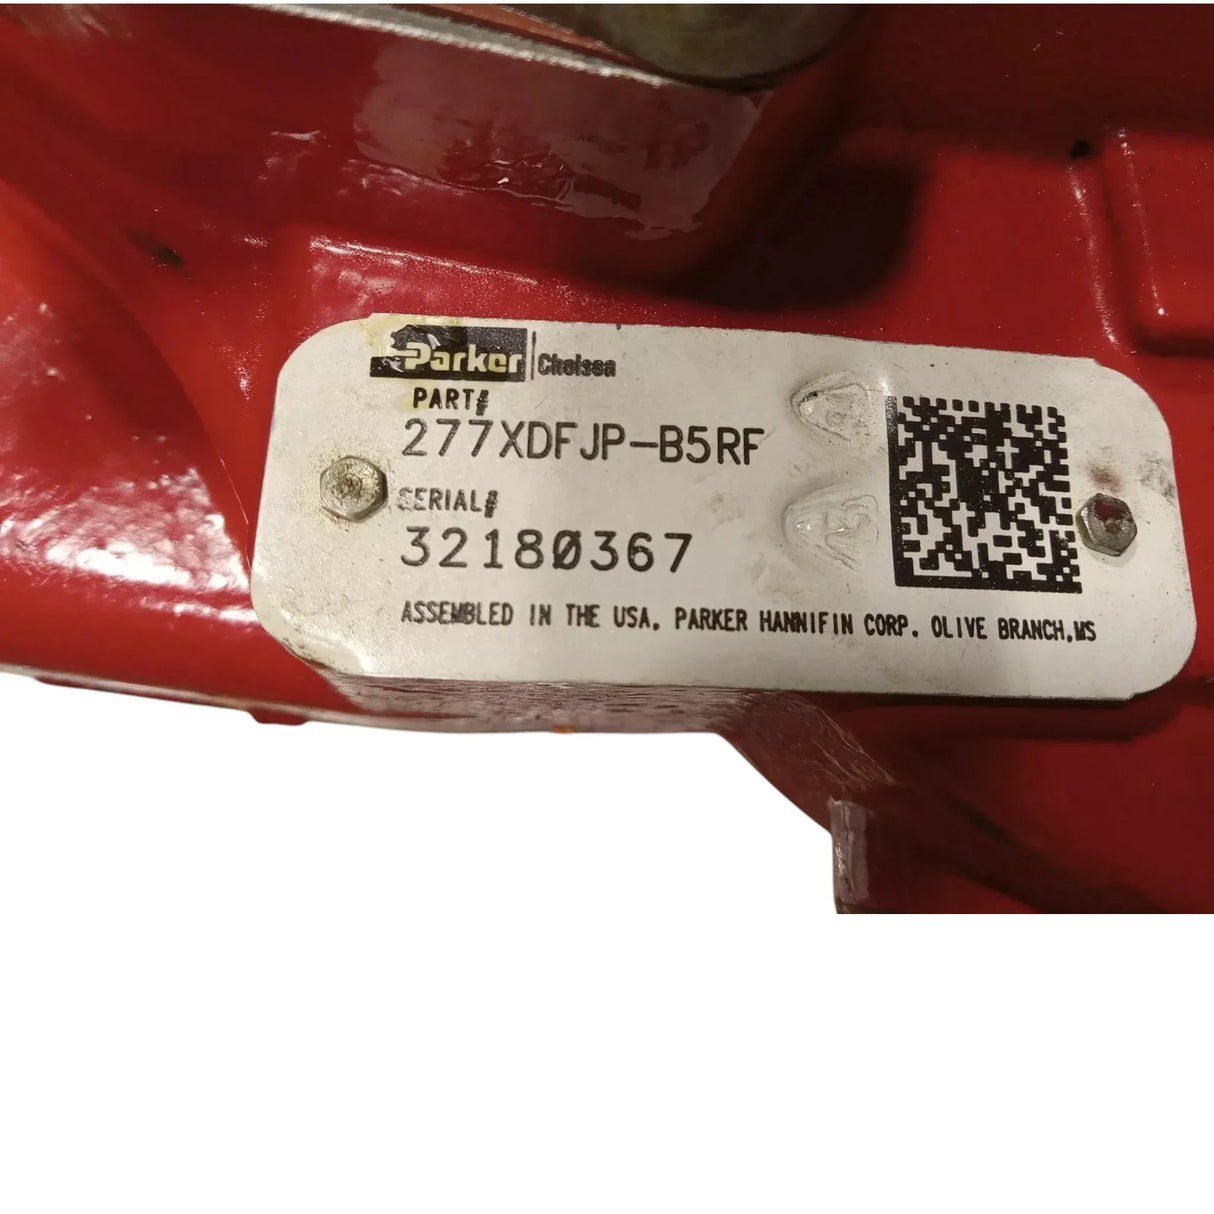 Parker Chelsea
PART#
277XDFJP-B5RF
SERIAL#
32180367
ASSEMBLED IN THE USA. PARKER HANNIFIN CORP. OLIVE BRANCH,MS